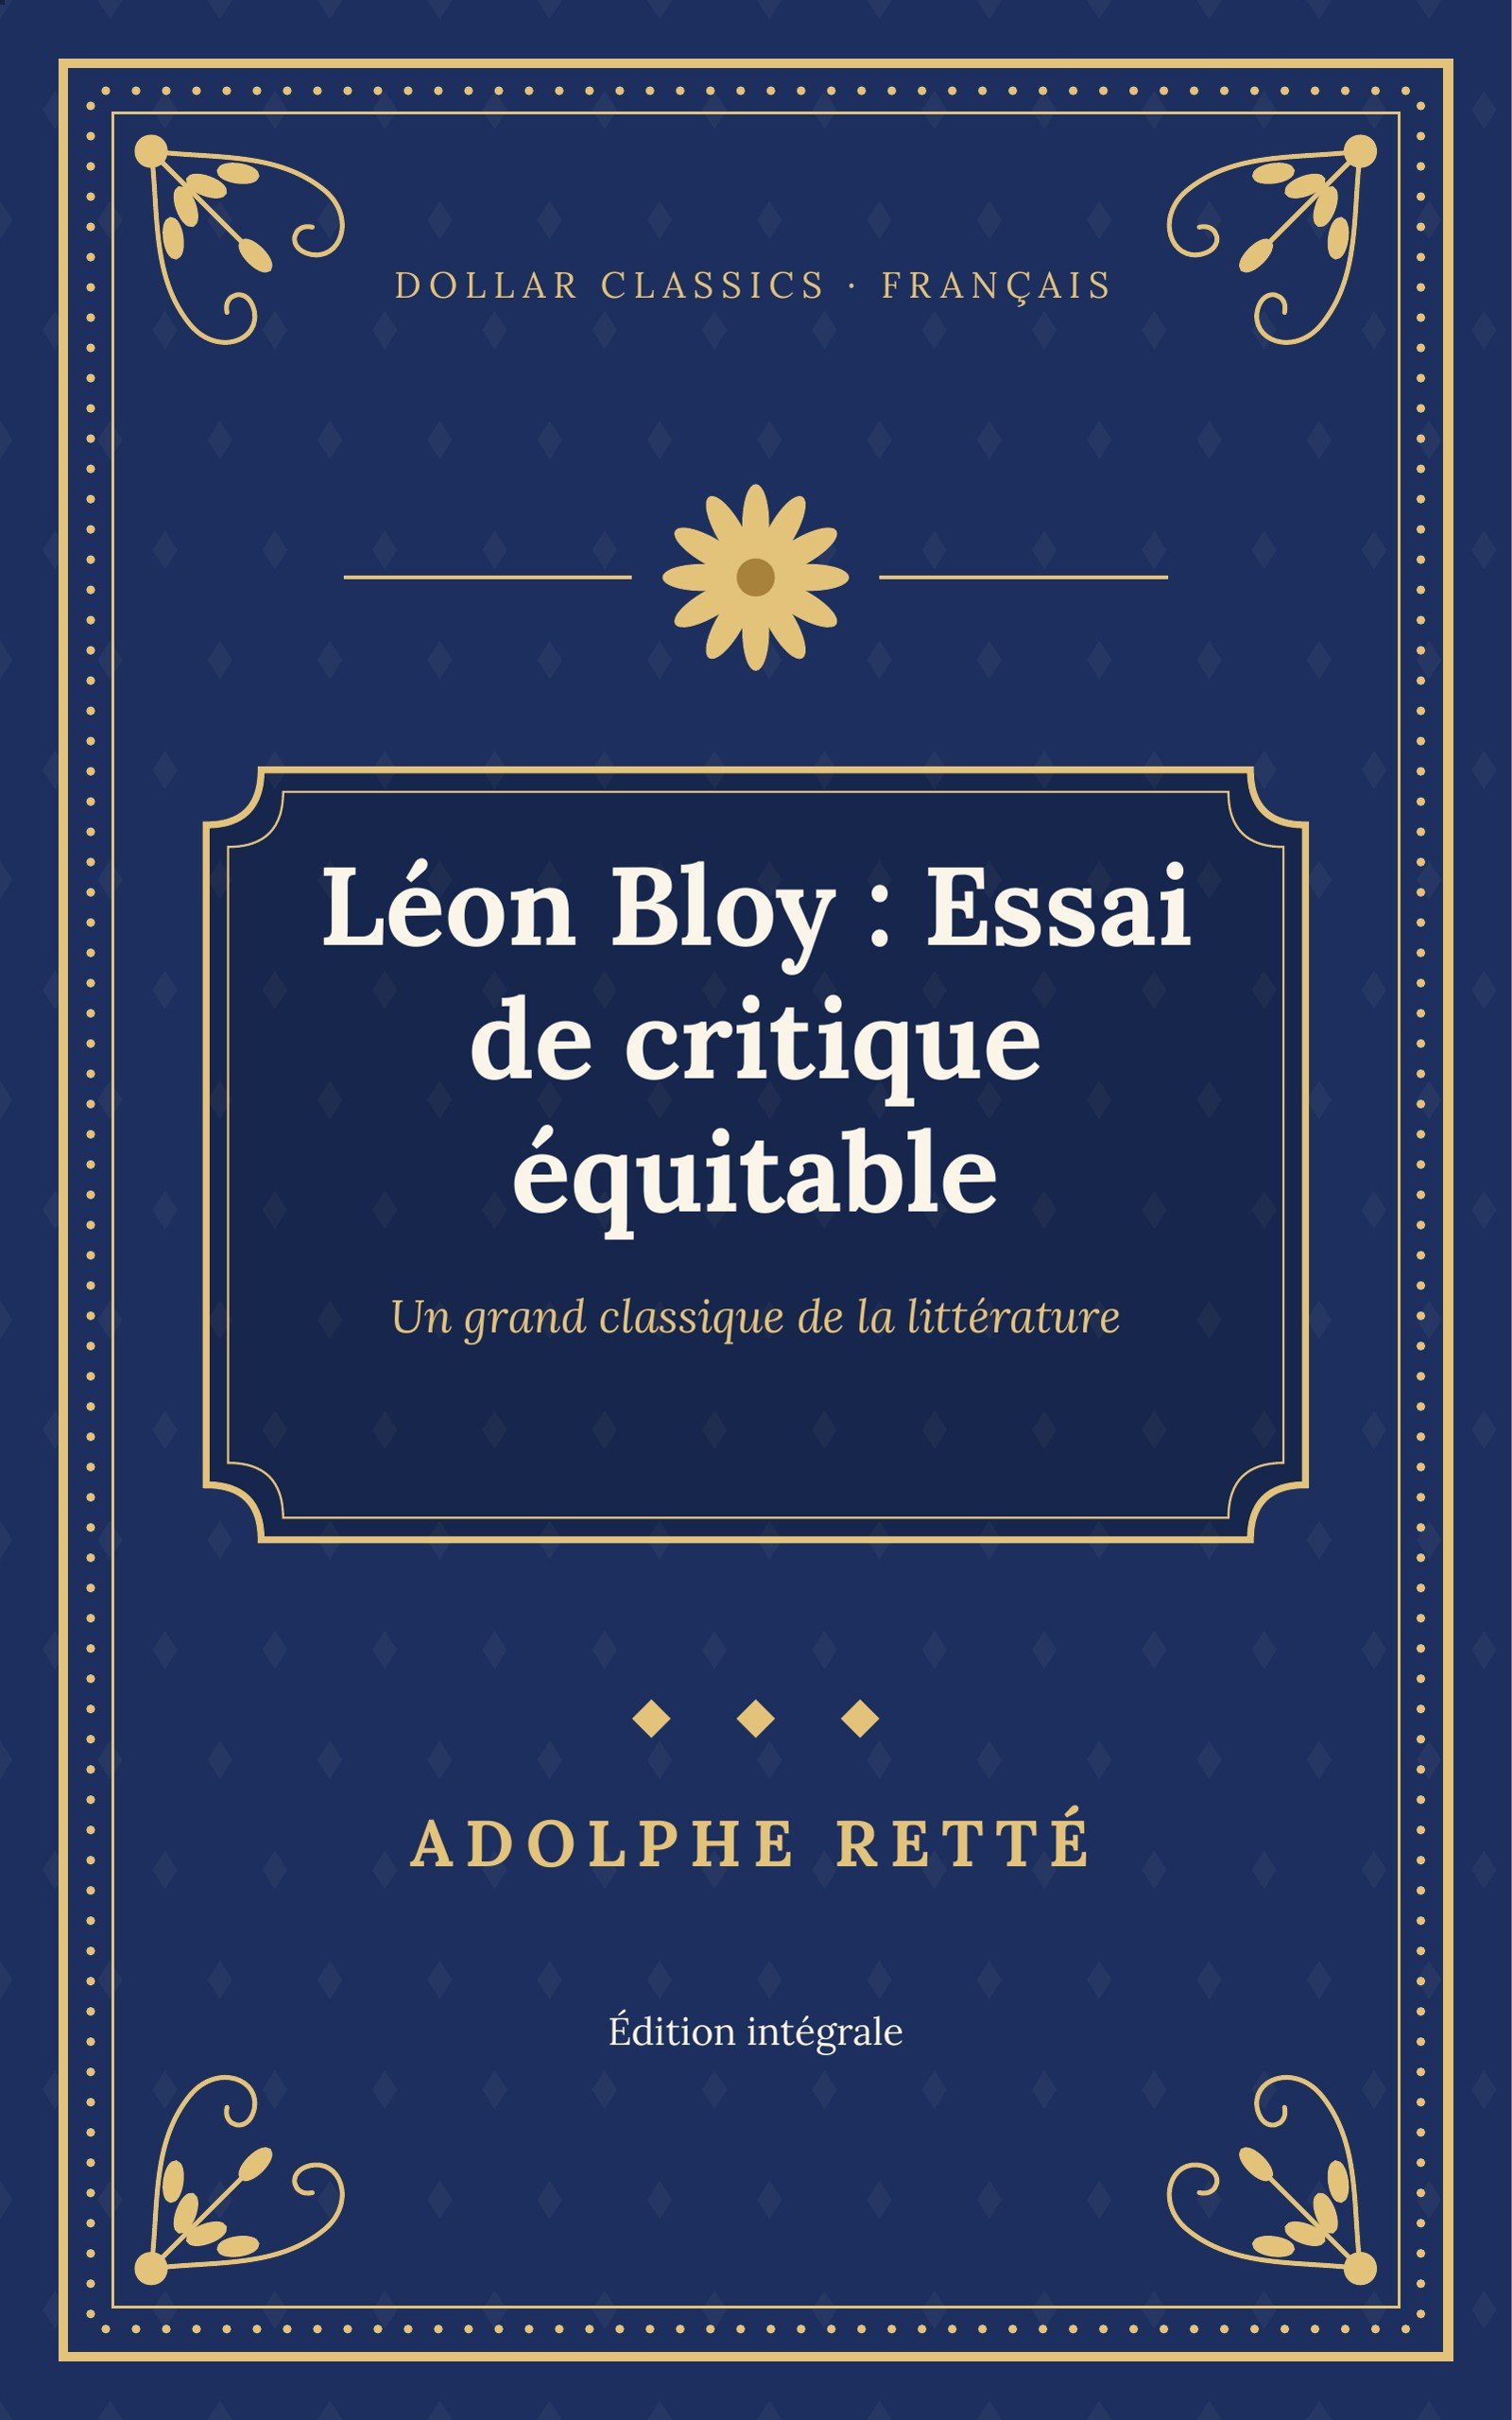 DOLLAR CLASSICS · FRANÇAIS
Léon Bloy : Essai
de critique
équitable
Un grand classique de la littérature
ADOLPHE RETTÉ
Édition intégrale